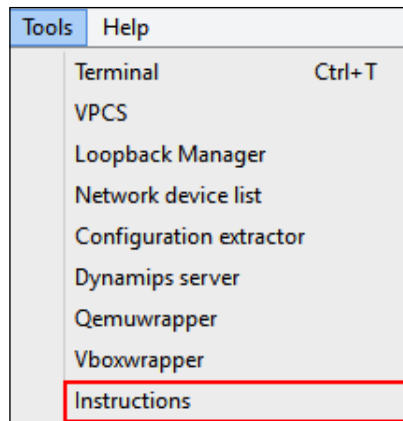 Tools Help
Terminal Ctrl+T
VPCS
Loopback Manager
Network device list
Configuration extractor
Dynamips server
Qemuwrapper
Vboxwrapper
Instructions